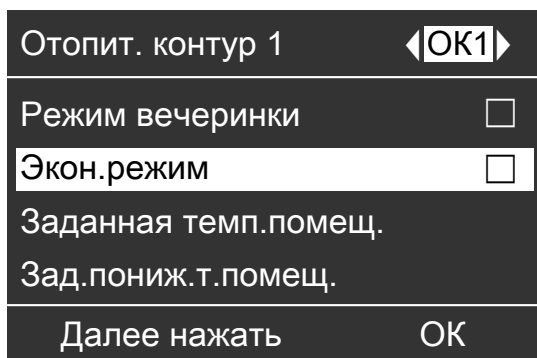 Отопит. контур 1 ОК1
Режим вечеринки
Экон.режим
Заданная темп.помещ.
Зад.пониж.т.помещ.
Далее нажать ОК